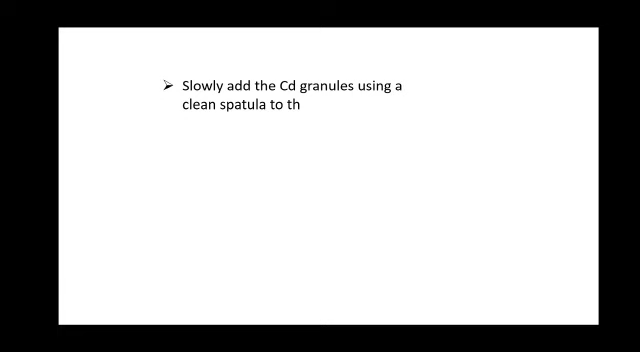 ➢ Slowly add the Cd granules using a
clean spatula to th